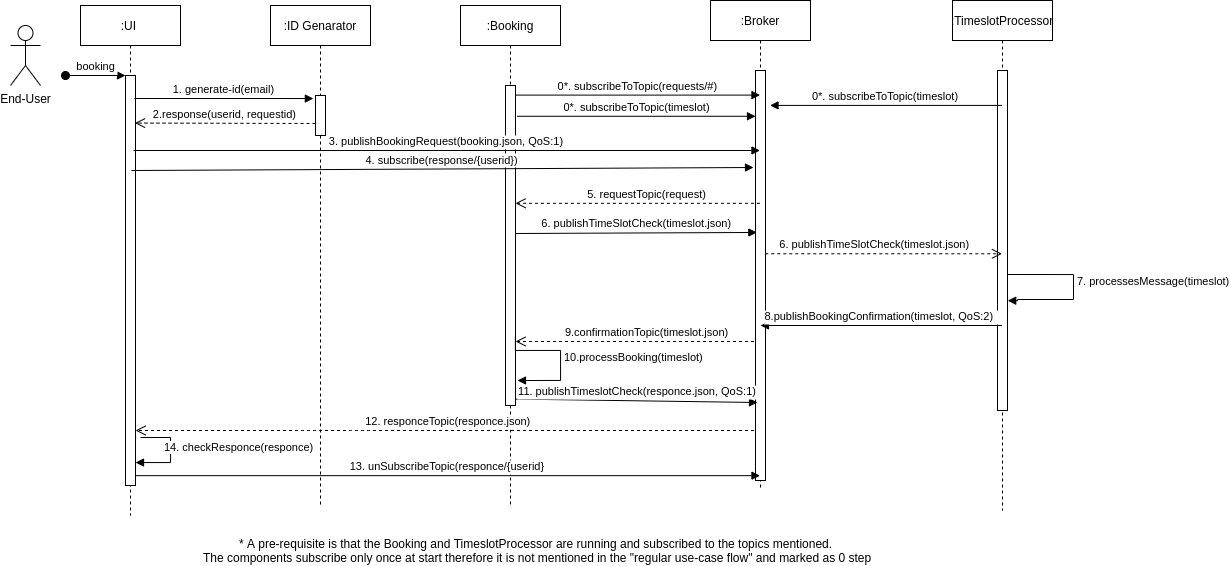 :UI
:ID Genarator
:Booking
:Broker
:TimeslotProcessor
End-User
booking
1. generate-id(email)
2.response(userid, requestid)
0*. subscribeToTopic(requests/#)
0*. subscribeToTopic(timeslot)
0*. subscribeToTopic(timeslot)
3. publishBookingRequest(booking.json, QoS:1)
4. subscribe(response/{userid})
5. requestTopic(request)
6. publishTimeSlotCheck(timeslot.json)
6. publishTimeSlotCheck(timeslot.json)
7. processesMessage(timeslot)
8.publishBookingConfirmation(timeslot, QoS:2)
9.confirmationTopic(timeslot.json)
10.processBooking(timeslot)
11. publishTimeslotCheck(responce.json, QoS:1)
12. responceTopic(responce.json)
14. checkResponce(responce)
13. unSubscribeTopic(responce/{userid}
* A pre-requisite is that the Booking and TimeslotProcessor are running and subscribed to the topics mentioned.
The components subscribe only once at start therefore it is not mentioned in the "regular use-case flow" and marked as 0 step